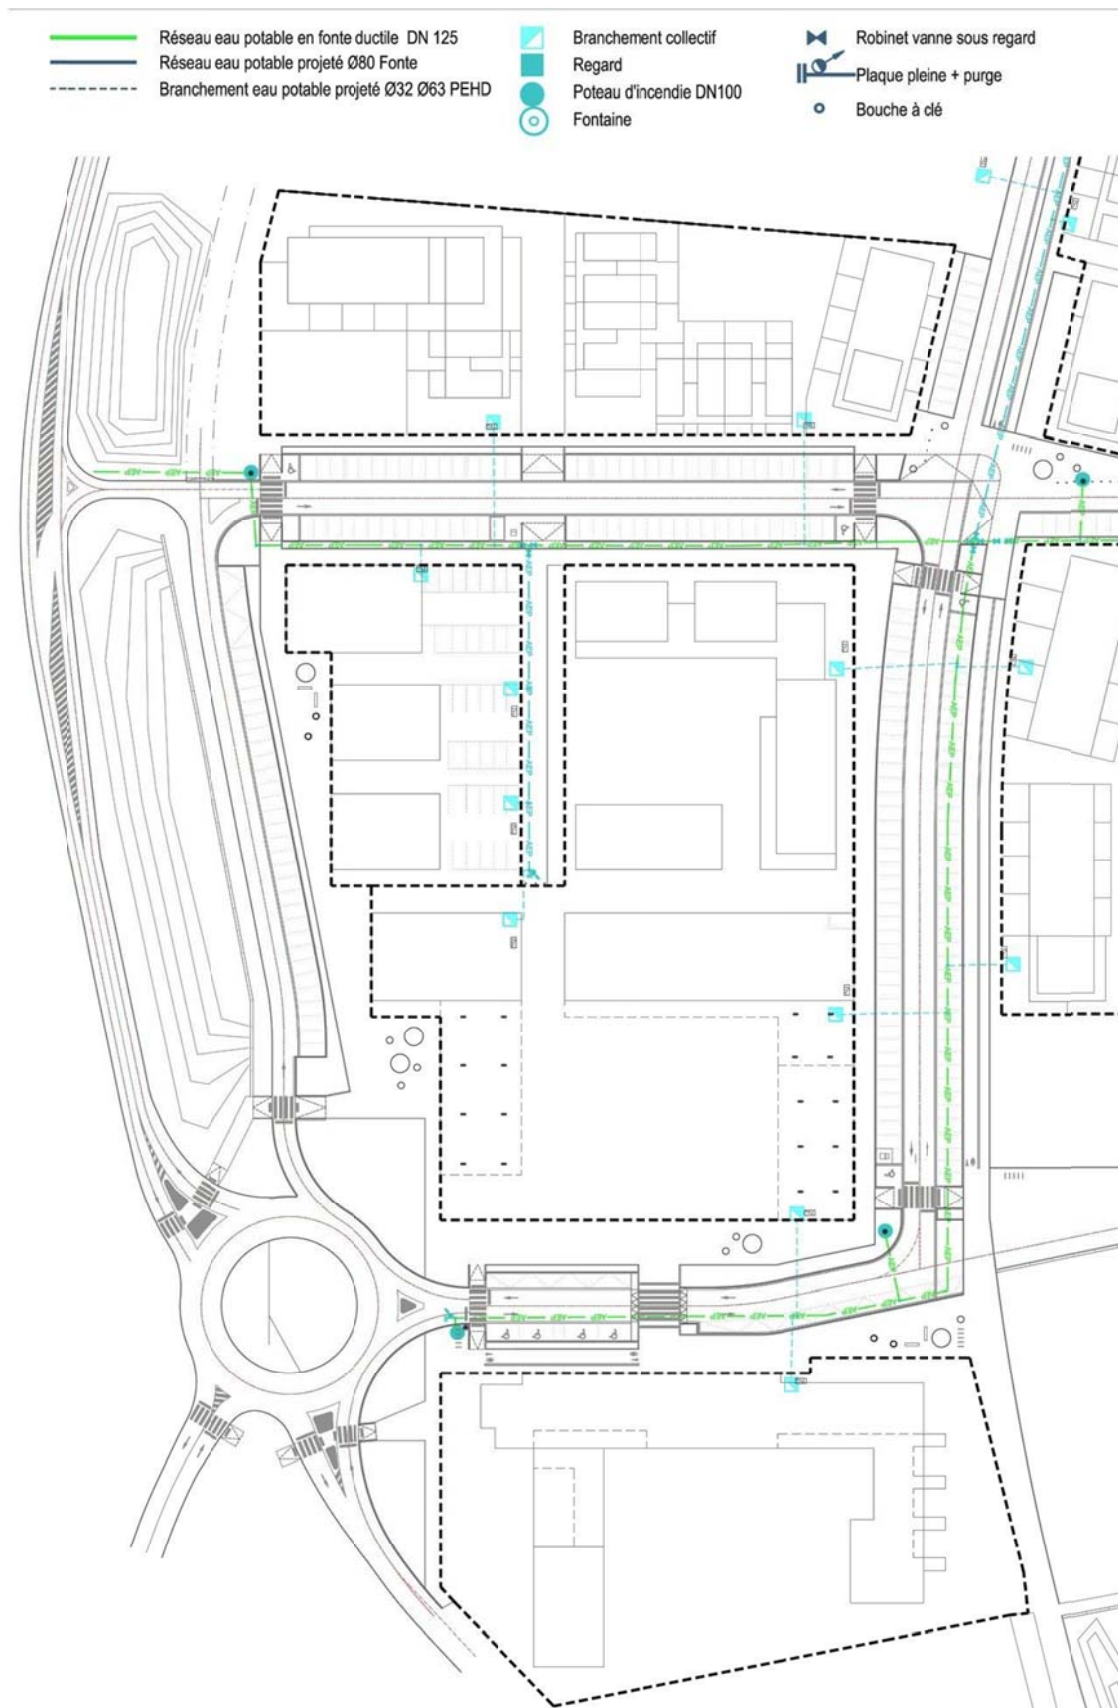 Réseau eau potable en fonte ductile DN 125
Réseau eau potable projeté Ø80 Fonte
Branchement eau potable projeté Ø32 Ø63 PEHD
Branchement collectif
Regard
Poteau d'incendie DN100
Fontaine
Robinet vanne sous regard
Plaque pleine + purge
Bouche à clé
AEP